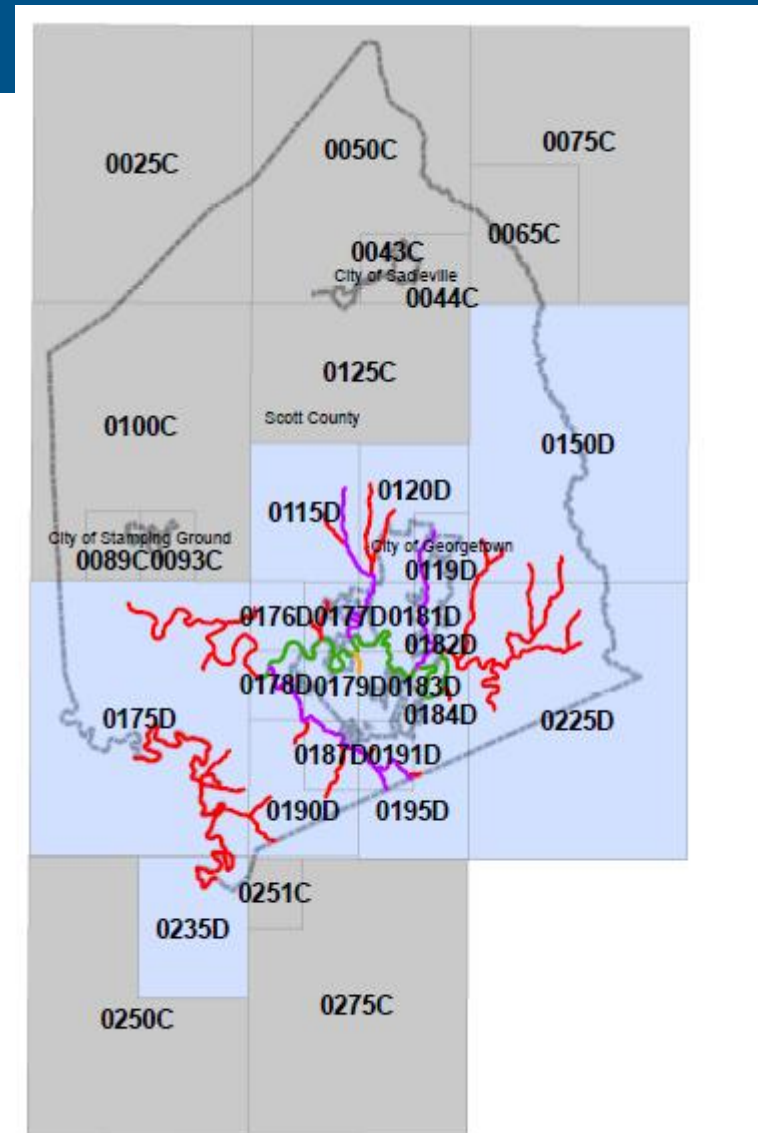 0075C
0050C
0025C
0065C
0043C
City of Sadieville
0044C
0125C
Scott County
0100C
0150D
0120D
0115D
City of Stamping Ground
City of Georgetown
0089C0093C
0119D
0176D0177D0181D
0182D
0178D0179D0183D
0184D
0175D
0225D
0187D0191D
0190D
0195D
0251C
0235D
0275C
0250C